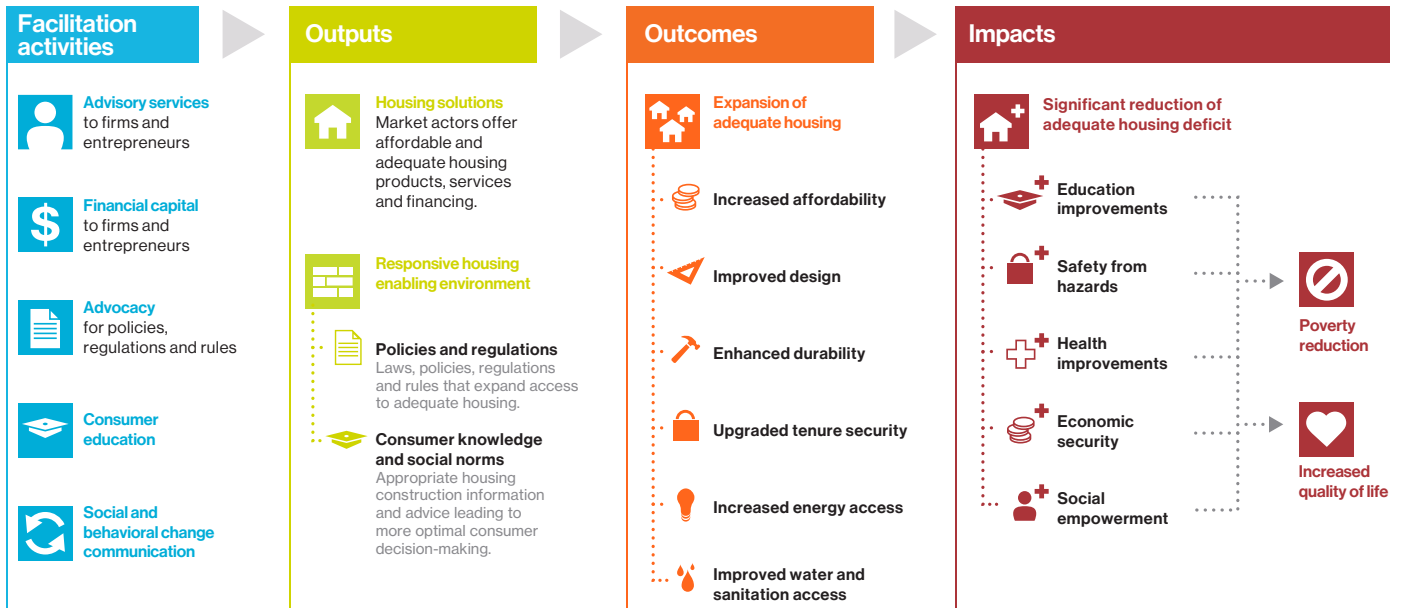 Facilitation
activities
Advisory services
to firms and
entrepreneurs
Financial capital
to firms and
entrepreneurs
Advocacy
for policies,
regulations and rules
Consumer
education
Social and
behavioral change
communication
Outputs
Housing solutions
Market actors offer
affordable and
adequate housing
products, services
and financing.
Responsive housing
enabling environment
Policies and regulations
Laws, policies, regulations
and rules that expand access
to adequate housing.
Consumer knowledge
and social norms
Appropriate housing
construction information
and advice leading to
more optimal consumer
decision-making.
Outcomes
Expansion of
adequate housing
Increased affordability
Improved design
Enhanced durability
Upgraded tenure security
Increased energy access
Improved water and
sanitation access
Impacts
Significant reduction of
adequate housing deficit
Education
improvements
Safety from
hazards
Health
improvements
Economic
security
Social
empowerment
Poverty
reduction
Increased
quality of life